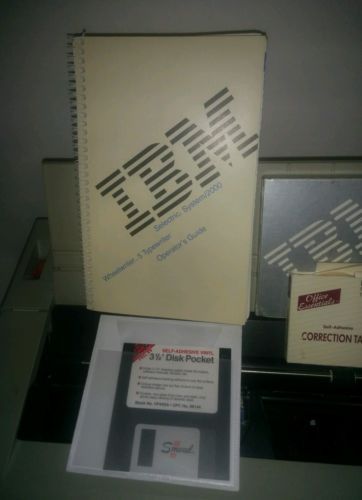 IBM
Selectric System/2000
Wheelwriter 5 Typewriter
Operator's Guide
IBM
Office
Essentials
Self-Adhesive
CORRECTION TA
SELF-ADHESIVE VINYL
3½" Disk Pocket
Smead